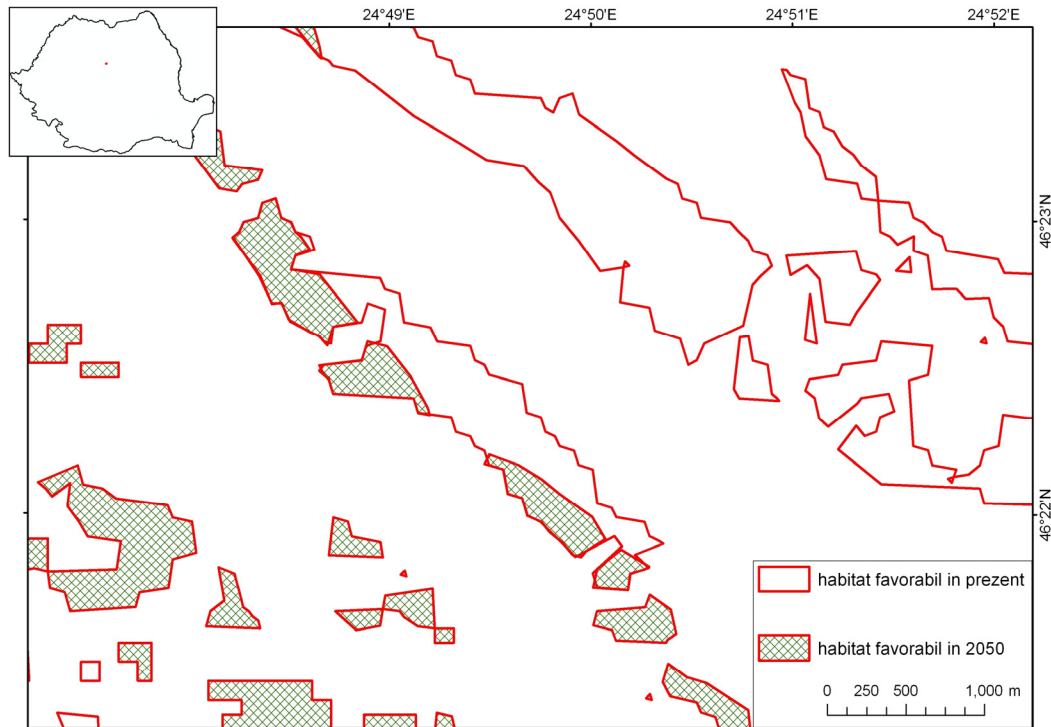 24°49'E 24°50'E 24°51'E 24°52'E
46°23'N
46°22'N
habitat favorabil in prezent
habitat favorabil in 2050
0 250 500 1,000 m